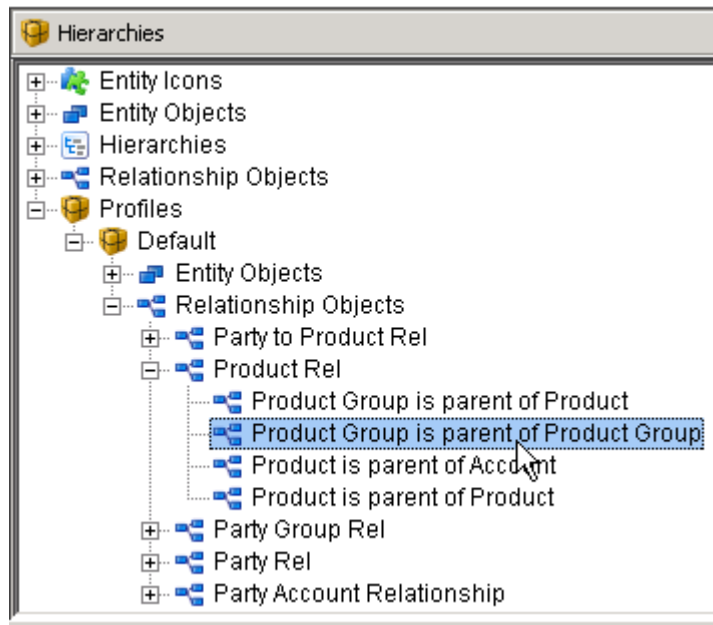 Hierarchies
Entity Icons
Entity Objects
Hierarchies
Relationship Objects
Profiles
Default
Entity Objects
Relationship Objects
Party to Product Rel
Product Rel
Product Group is parent of Product
Product Group is parent of Product Group
Product is parent of Account
Product is parent of Product
Party Group Rel
Party Rel
Party Account Relationship